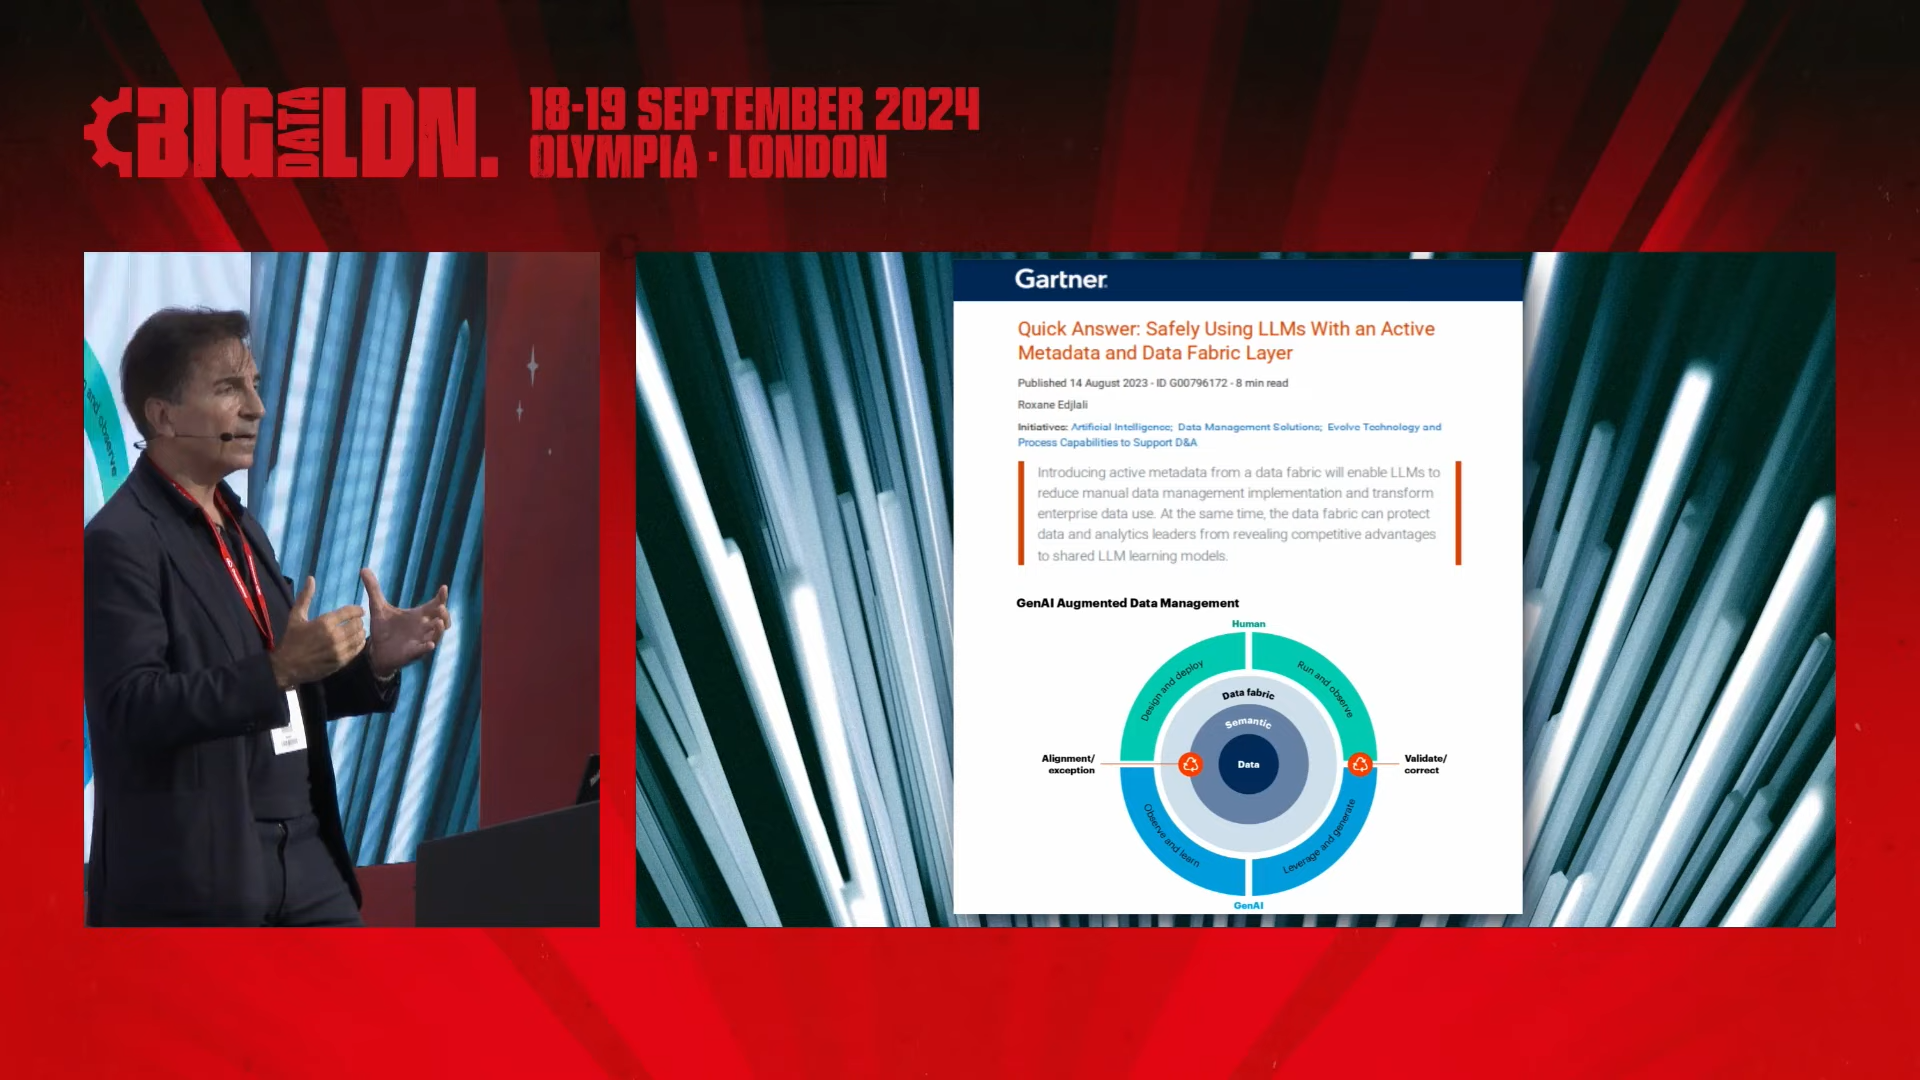 BIG DATA LDN.
18-19 SEPTEMBER 2024
OLYMPIA · LONDON
and observe
Gartner
Quick Answer: Safely Using LLMs With an Active
Metadata and Data Fabric Layer
Published 14 August 2023 - ID G00796172 - 8 min read
Roxane Edjlali
Initiatives: Artificial Intelligence; Data Management Solutions; Evolve Technology and
Process Capabilities to Support D&A
Introducing active metadata from a data fabric will enable LLMs to
reduce manual data management implementation and transform
enterprise data use. At the same time, the data fabric can protect
data and analytics leaders from revealing competitive advantages
to shared LLM learning models.
GenAI Augmented Data Management
Human
Design and deploy
Run and observe
Data fabric
Semantic
Data
Alignment/
exception
Validate/
correct
Observe and learn
Leverage and generate
GenAI